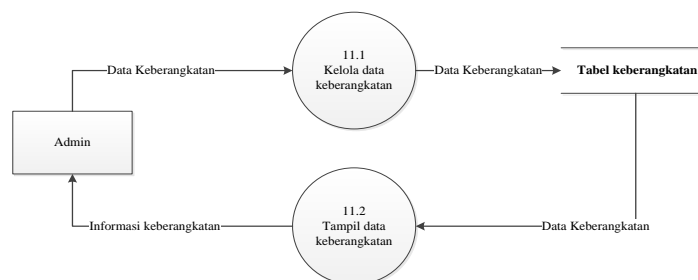 11.1
Kelola data
keberangkatan
Data Keberangkatan
Data Keberangkatan
Tabel keberangkatan
Admin
11.2
Tampil data
keberangkatan
Informasi keberangkatan
Data Keberangkatan